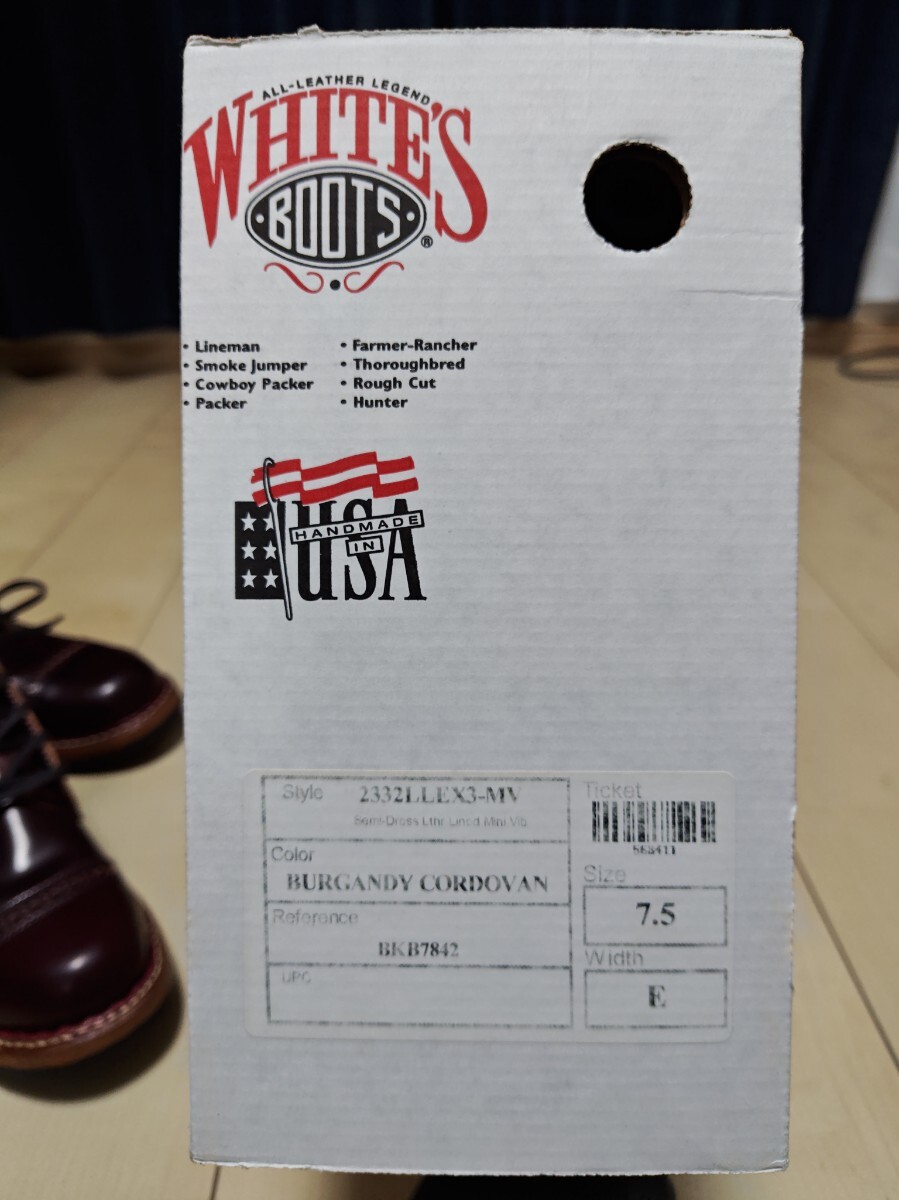 ALL-LEATHER LEGEND
WHITE'S
·BOOTS·®
• Lineman
• Smoke Jumper
• Cowboy Packer
• Packer
• Farmer-Rancher
• Thoroughbred
• Rough Cut
• Hunter
HANDMADE
IN
USA
Style 2332LLEX3-MV
Semi-Dress Lthr Lined Mini Vib
Color
BURGANDY CORDOVAN
Reference
BKB7842
UPC
Ticket
568411
Size
7.5
Width
E